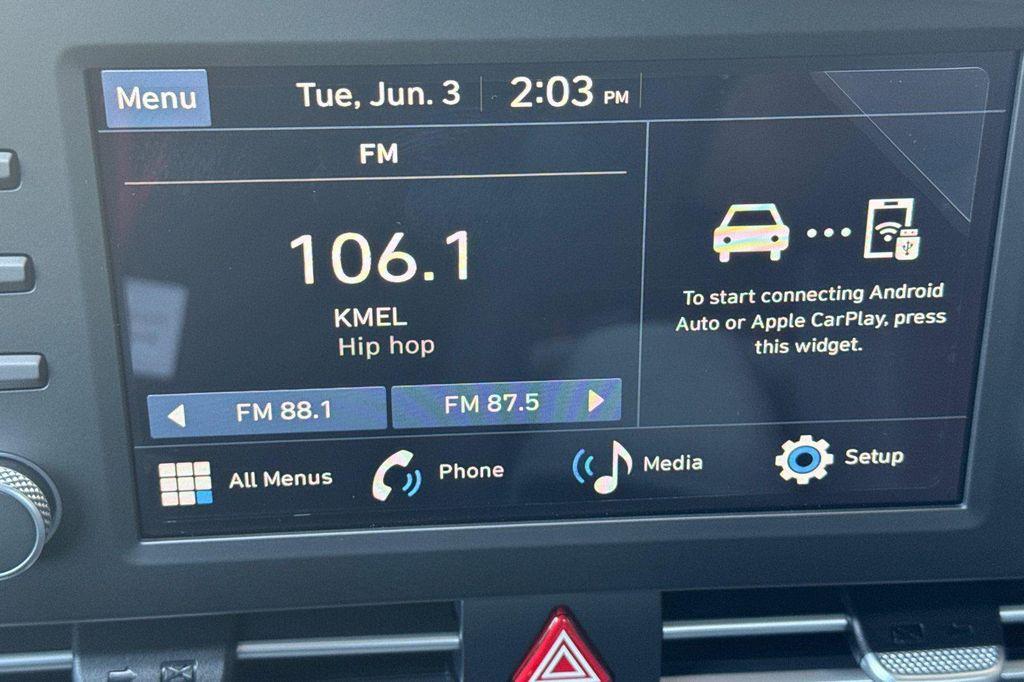 Menu
Tue, Jun. 3
2:03 PM
FM
106.1
KMEL
Hip hop
FM 88.1
FM 87.5
To start connecting Android
Auto or Apple CarPlay, press
this widget.
All Menus
Phone
Media
Setup